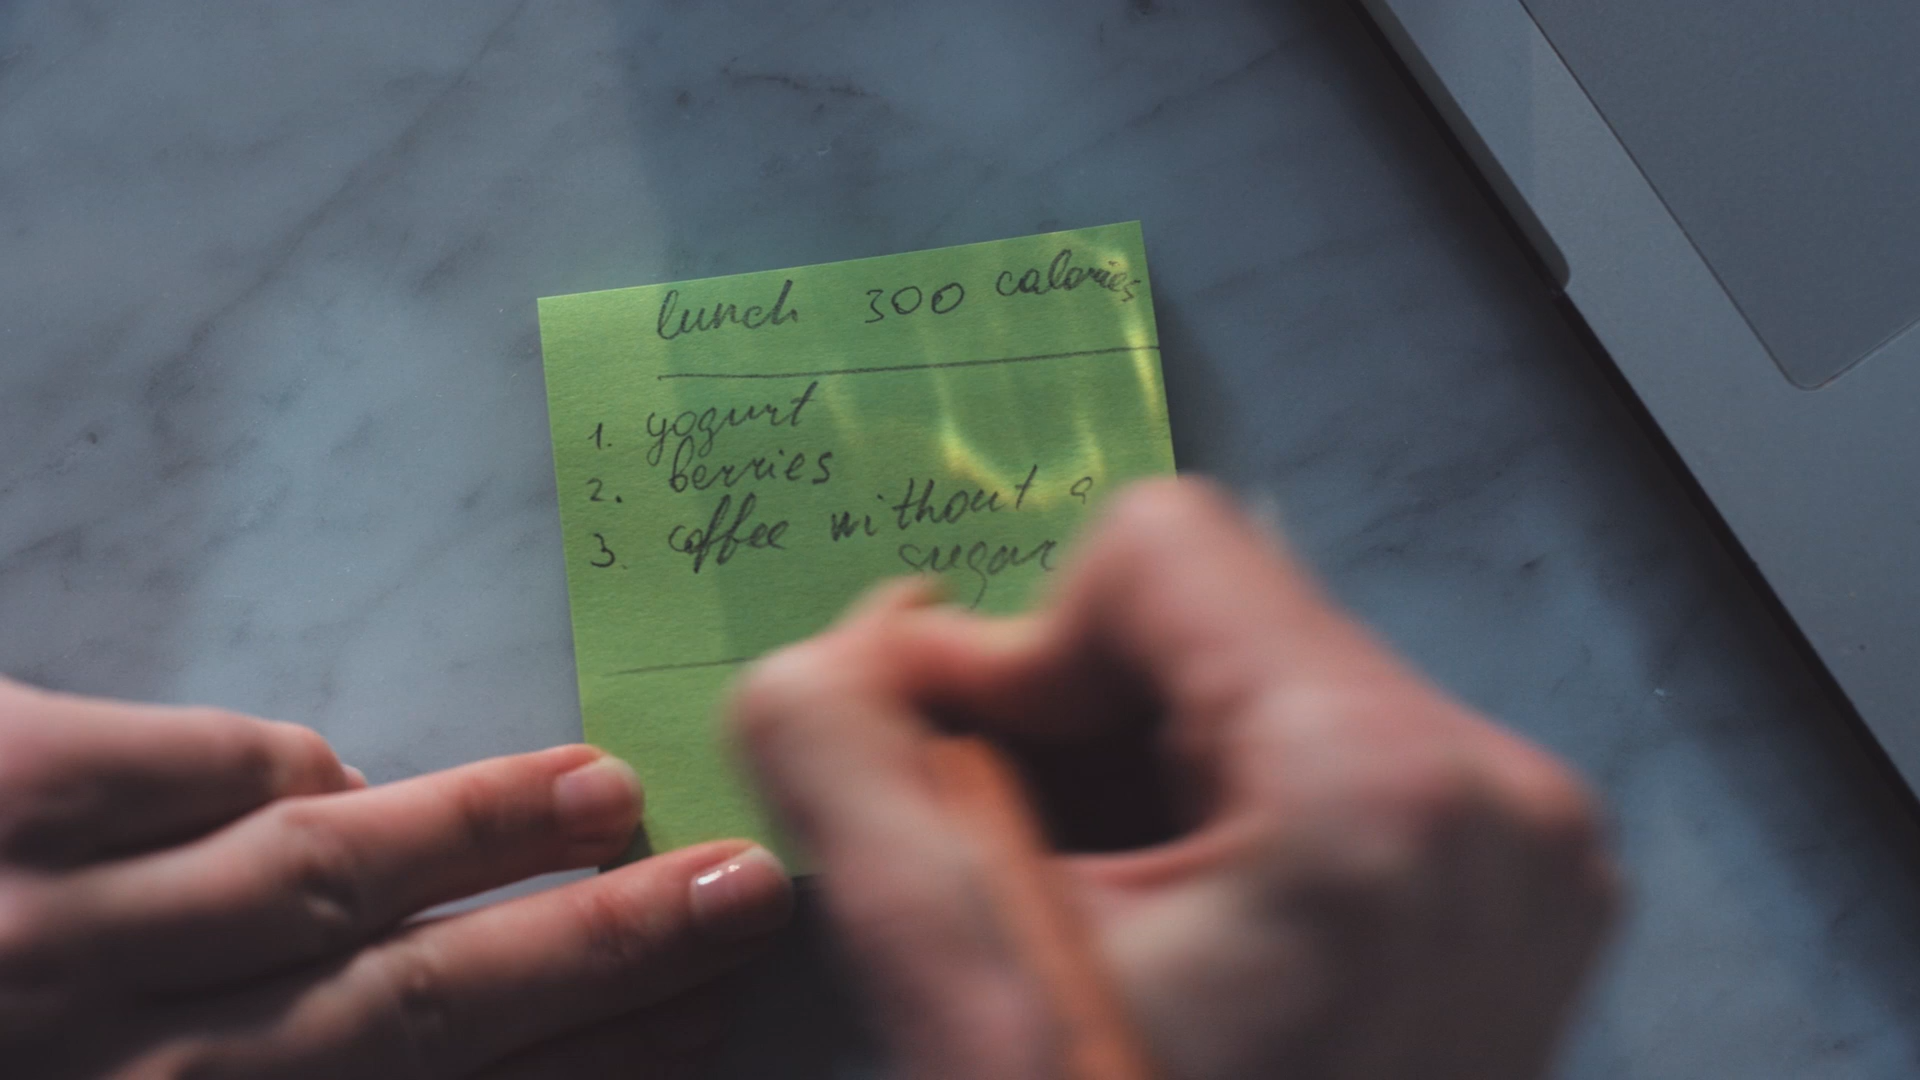 lunch 300 calories
1. yogurt
2. berries
3. coffee without a
sugar